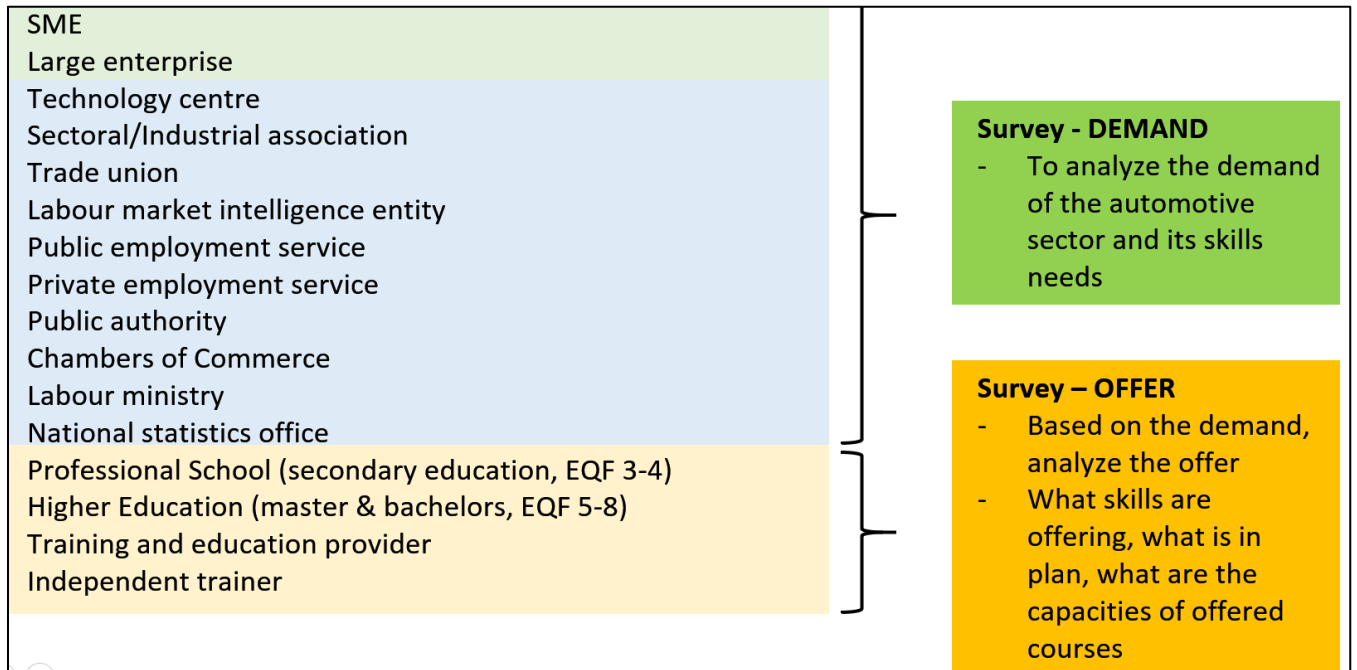 SME
Large enterprise
Technology centre
Sectoral/Industrial association
Trade union
Labour market intelligence entity
Public employment service
Private employment service
Public authority
Chambers of Commerce
Labour ministry
National statistics office
Professional School (secondary education, EQF 3-4)
Higher Education (master & bachelors, EQF 5-8)
Training and education provider
Independent trainer
Survey - DEMAND
- To analyze the demand
of the automotive
sector and its skills
needs
Survey – OFFER
- Based on the demand,
analyze the offer
- What skills are
offering, what is in
plan, what are the
capacities of offered
courses